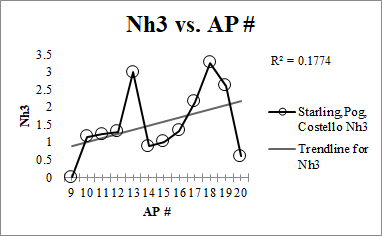 Nh3 vs. AP #
3.5
3
2.5
2
1.5
1
0.5
0
Nh3
9 10 11 12 13 14 15 16 17 18 19 20
AP #
R² = 0.1774
Starling,Pog,
Costello Nh3
Trendline for
Nh3